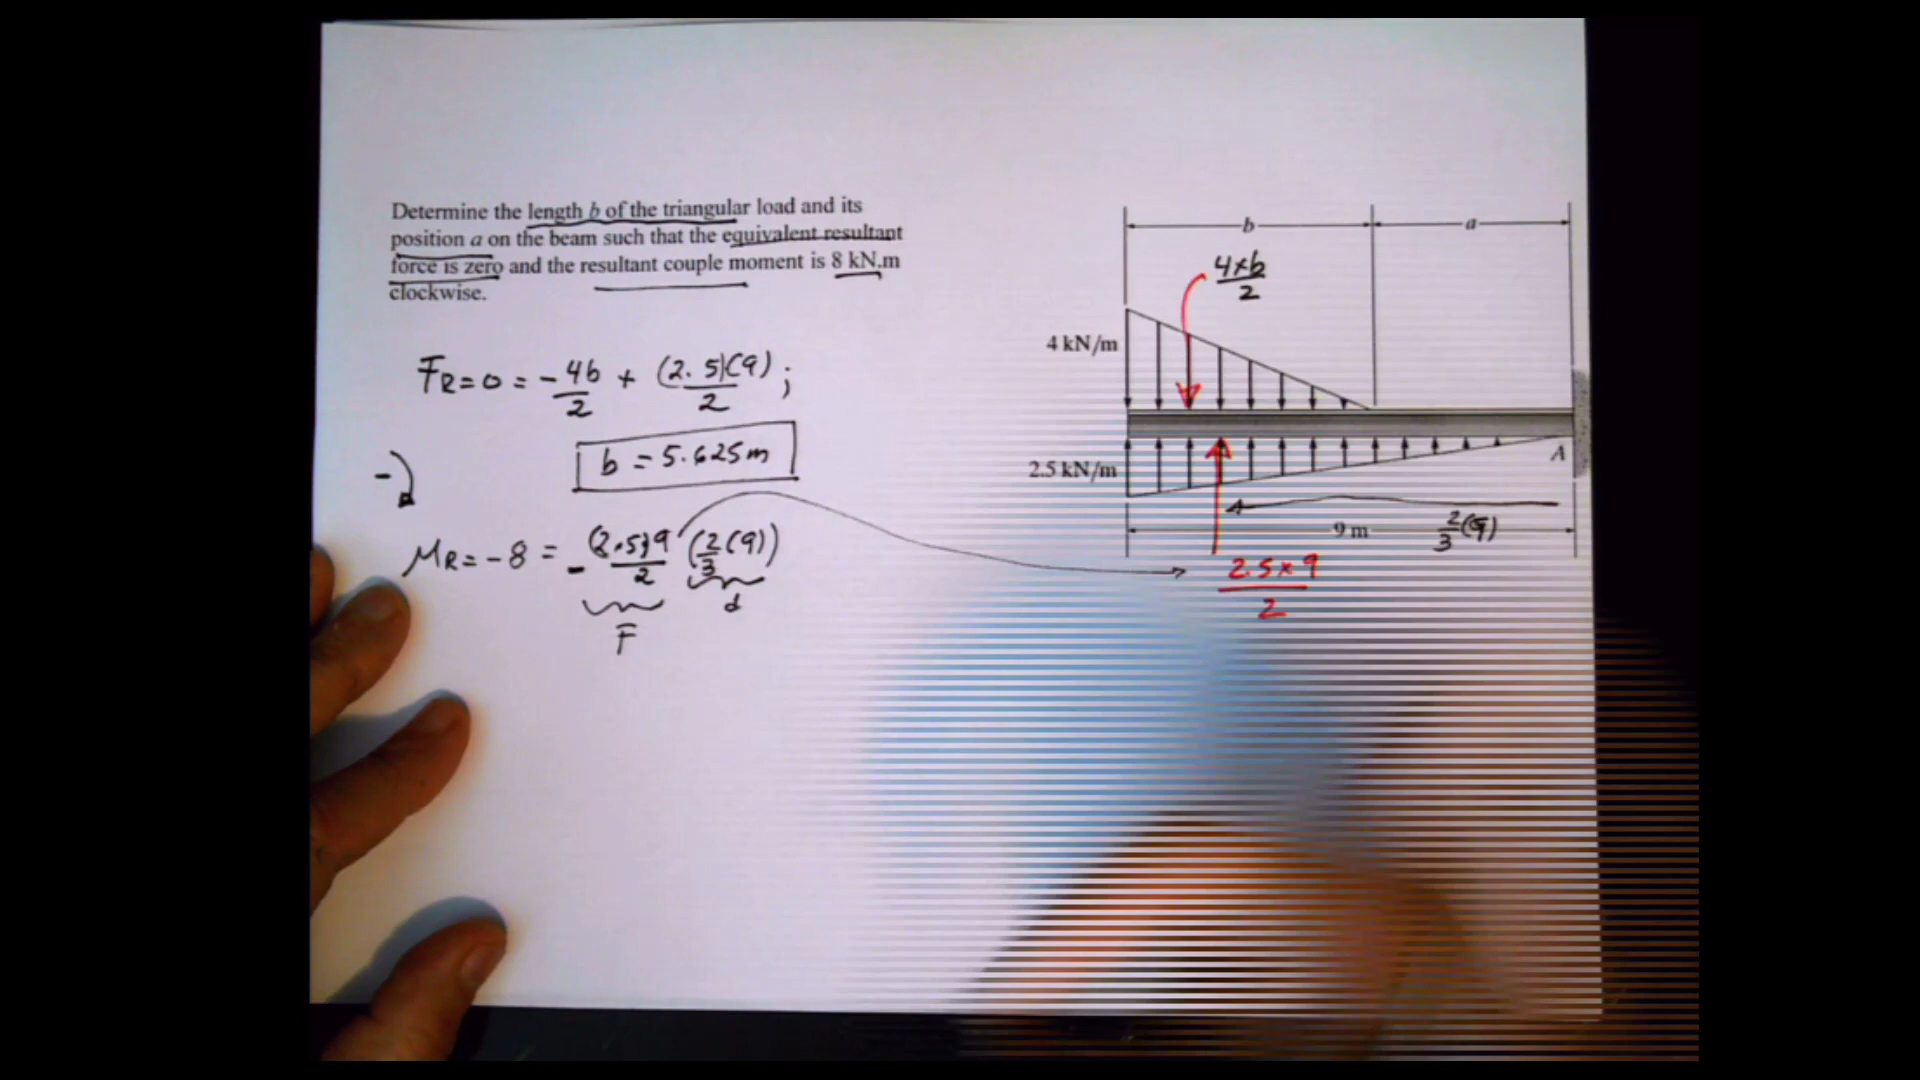 Determine the length b of the triangular load and its
position a on the beam such that the equivalent resultant
force is zero and the resultant couple moment is 8 kN.m
clockwise.
F_R = 0 = - 4b/2 + (2.5)(9)/2 ;
b = 5.625 m
-
M_R = -8 = - (2.5)9/2 (2/3 (9))
F
d
b
a
4×b/2
4 kN/m
2.5 kN/m
A
9 m
2/3 (9)
2.5×9/2